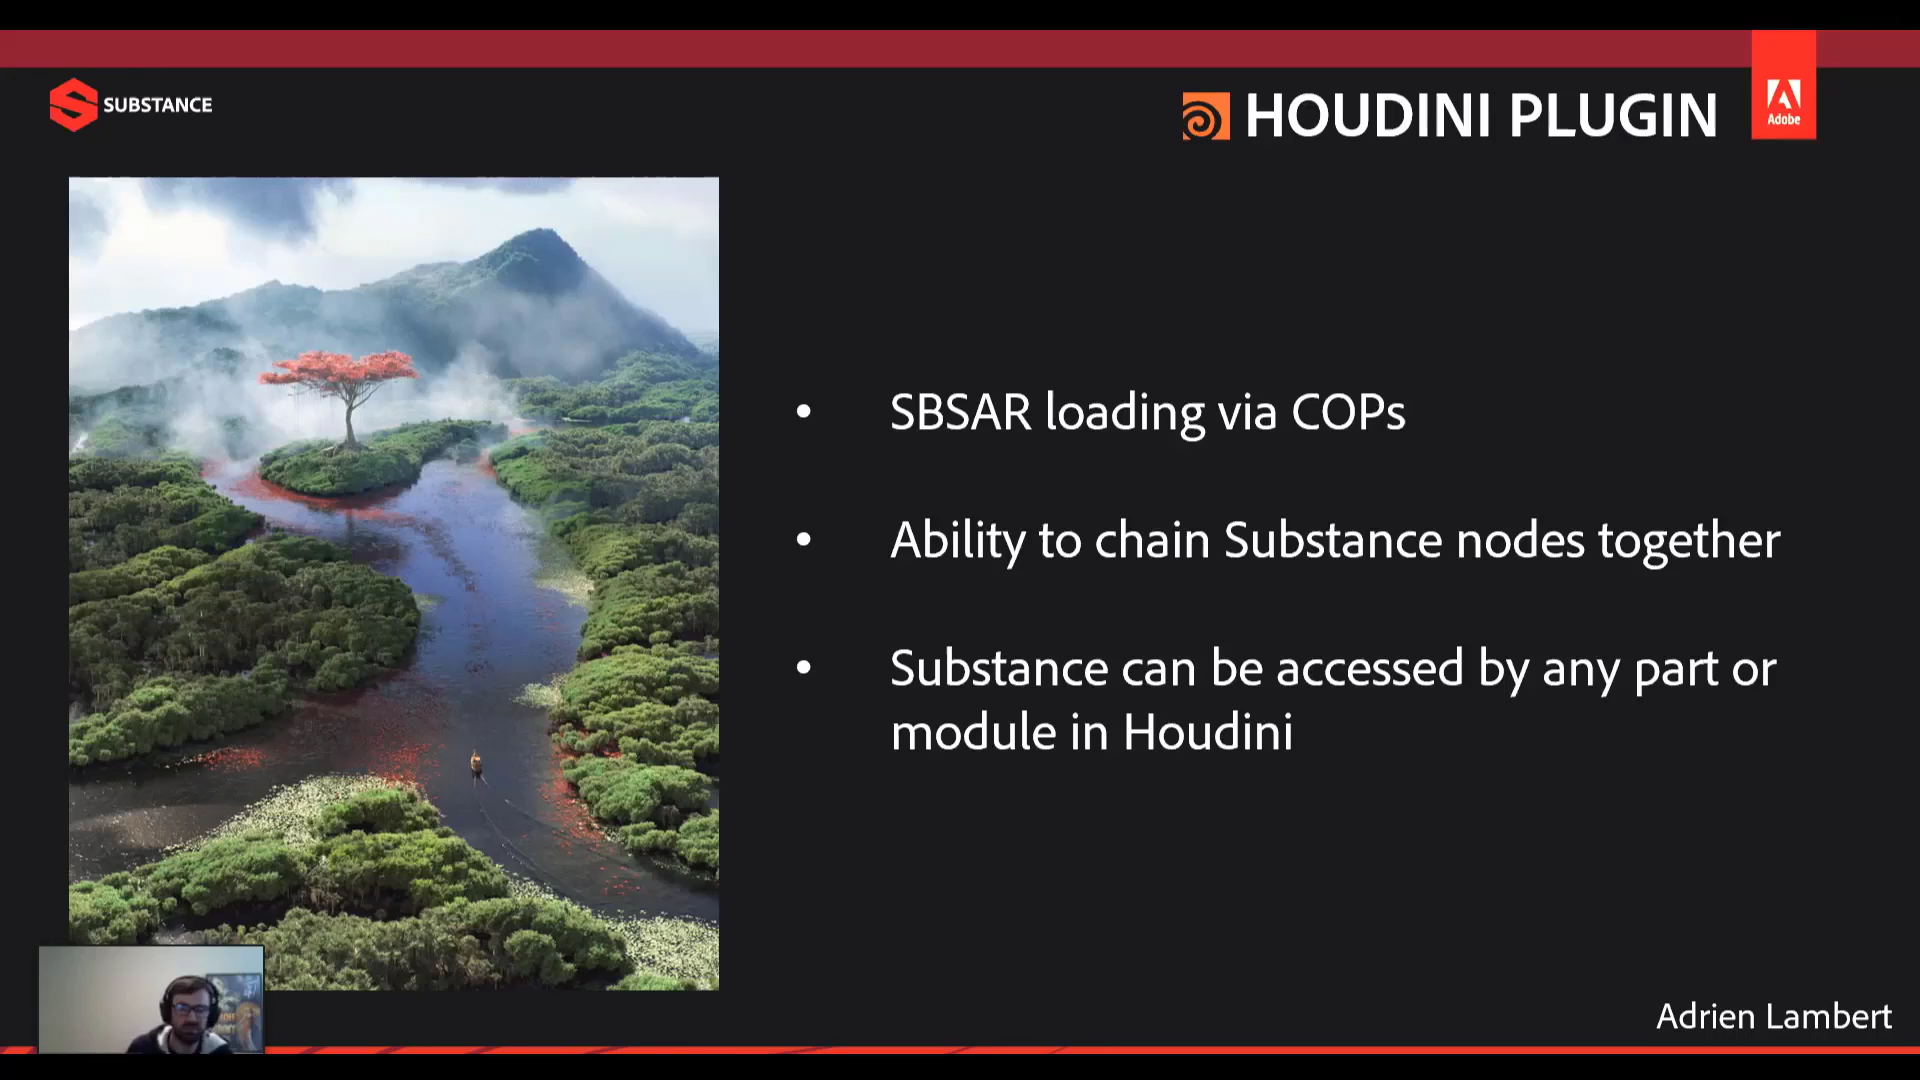 SUBSTANCE
HOUDINI PLUGIN
Adobe
• SBSAR loading via COPs
• Ability to chain Substance nodes together
• Substance can be accessed by any part or
module in Houdini
Adrien Lambert